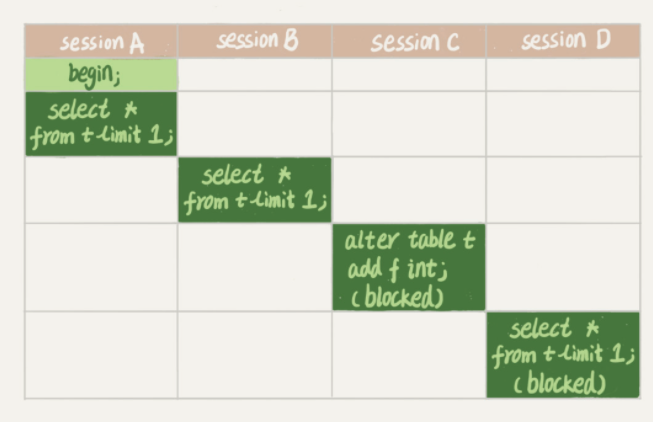 session A
session B
session C
session D
begin;
select *
from t limit 1;
select *
from t limit 1;
alter table t
add f int;
(blocked)
select *
from t limit 1;
(blocked)